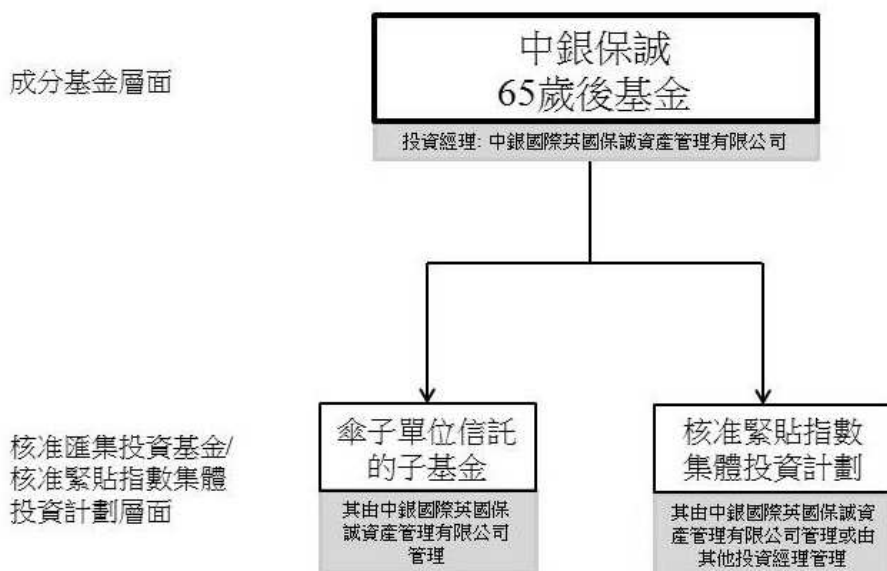 中銀保誠
65歲後基金
成分基金層面
投資經理: 中銀國際英國保誠資產管理有限公司
核准匯集投資基金/
核准緊貼指數集體
投資計劃層面
傘子單位信託
的子基金
其由中銀國際英國保
誠資產管理有限公司
管理
核准緊貼指數
集體投資計劃
其由中銀國際英國保誠資
產管理有限公司管理或由
其他投資經理管理